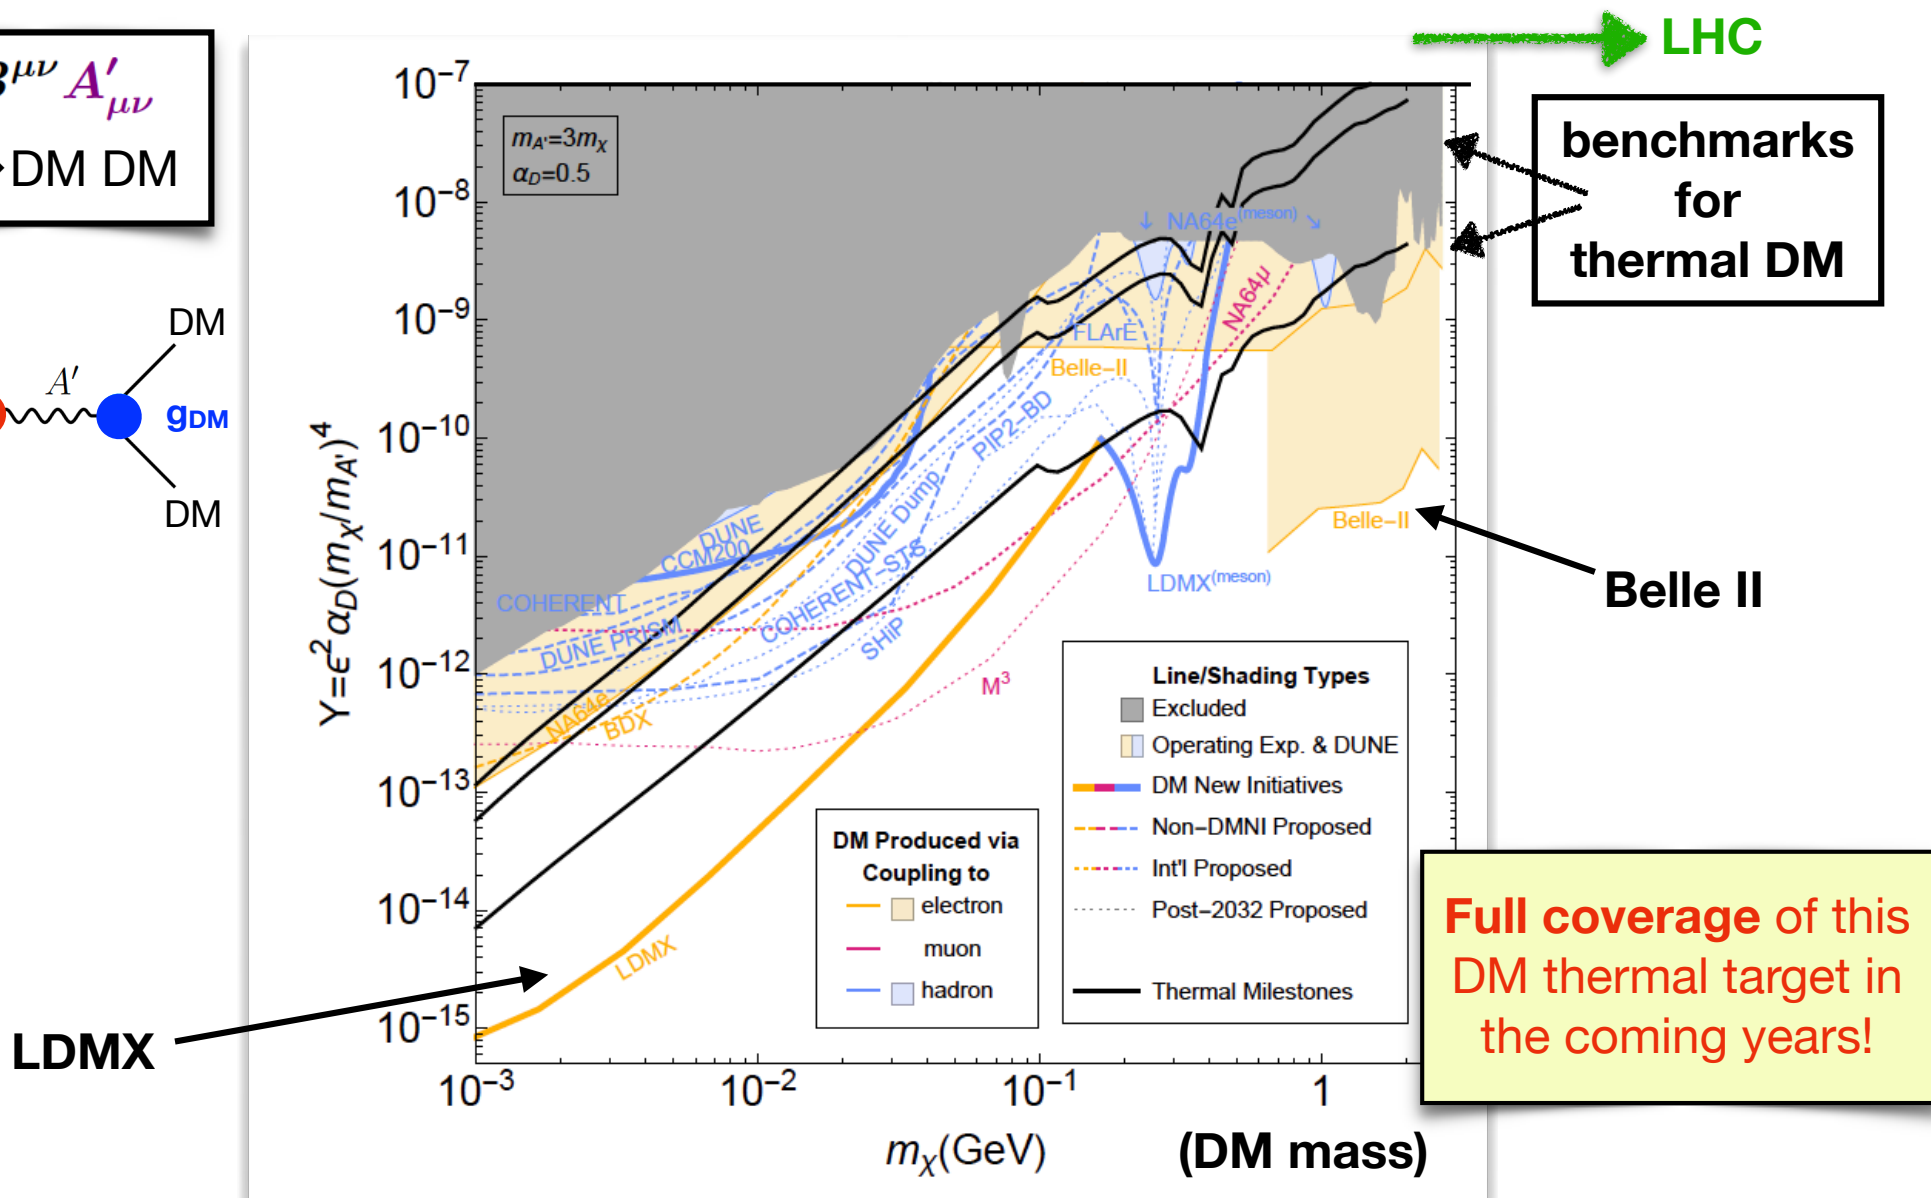 B^{μν} A′_{μν}
→DM DM
LHC
benchmarks
for
thermal DM
DM
A′
gDM
DM
10⁻⁷
10⁻⁸
10⁻⁹
10⁻¹⁰
10⁻¹¹
10⁻¹²
10⁻¹³
10⁻¹⁴
10⁻¹⁵
Y=ϵ²α_D(m_χ/m_A')⁴
m_A'=3m_χ
α_D=0.5
↓ NA64e(meson) ↘
NA64μ
FLArE
Belle−II
PIP2−BD
DUNE
CCM200
DUNE Dump
COHERENT−STS
COHERENT
DUNE PRISM
SHiP
NA64e
BDX
M³
LDMX(meson)
Belle−II
Belle II
LDMX
LDMX
DM Produced via
Coupling to
electron
muon
hadron
Line/Shading Types
Excluded
Operating Exp. & DUNE
DM New Initiatives
Non−DMNI Proposed
Int'l Proposed
Post−2032 Proposed
Thermal Milestones
Full coverage of this
DM thermal target in
the coming years!
10⁻³
10⁻²
10⁻¹
1
m_χ(GeV)
(DM mass)